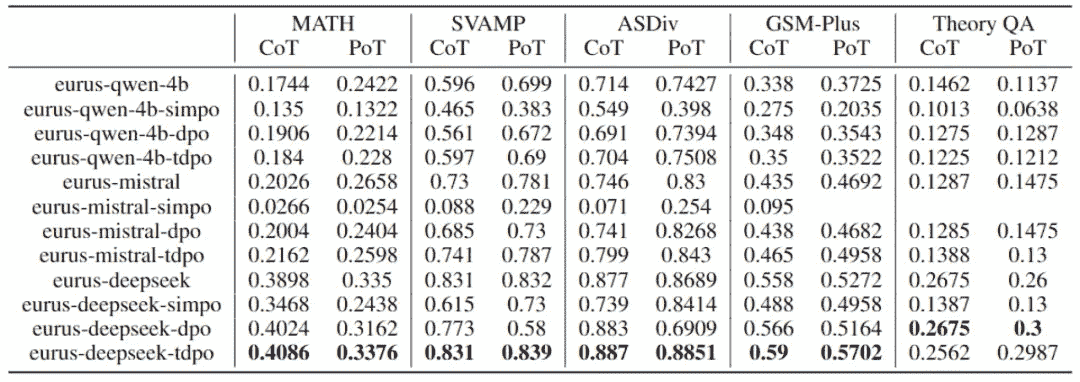 MATH SVAMP ASDiv GSM-Plus Theory QA
CoT PoT CoT PoT CoT PoT CoT PoT CoT PoT
eurus-qwen-4b 0.1744 0.2422 0.596 0.699 0.714 0.7427 0.338 0.3725 0.1462 0.1137
eurus-qwen-4b-simpo 0.135 0.1322 0.465 0.383 0.549 0.398 0.275 0.2035 0.1013 0.0638
eurus-qwen-4b-dpo 0.1906 0.2214 0.561 0.672 0.691 0.7394 0.348 0.3543 0.1275 0.1287
eurus-qwen-4b-tdpo 0.184 0.228 0.597 0.69 0.704 0.7508 0.35 0.3522 0.1225 0.1212
eurus-mistral 0.2026 0.2658 0.73 0.781 0.746 0.83 0.435 0.4692 0.1287 0.1475
eurus-mistral-simpo 0.0266 0.0254 0.088 0.229 0.071 0.254 0.095
eurus-mistral-dpo 0.2004 0.2404 0.685 0.73 0.741 0.8268 0.438 0.4682 0.1285 0.1475
eurus-mistral-tdpo 0.2162 0.2598 0.741 0.787 0.799 0.843 0.465 0.4958 0.1388 0.13
eurus-deepseek 0.3898 0.335 0.831 0.832 0.877 0.8689 0.558 0.5272 0.2675 0.26
eurus-deepseek-simpo 0.3468 0.2438 0.615 0.73 0.739 0.8414 0.488 0.4958 0.1387 0.13
eurus-deepseek-dpo 0.4024 0.3162 0.773 0.58 0.883 0.6909 0.566 0.5164 0.2675 0.3
eurus-deepseek-tdpo 0.4086 0.3376 0.831 0.839 0.887 0.8851 0.59 0.5702 0.2562 0.2987